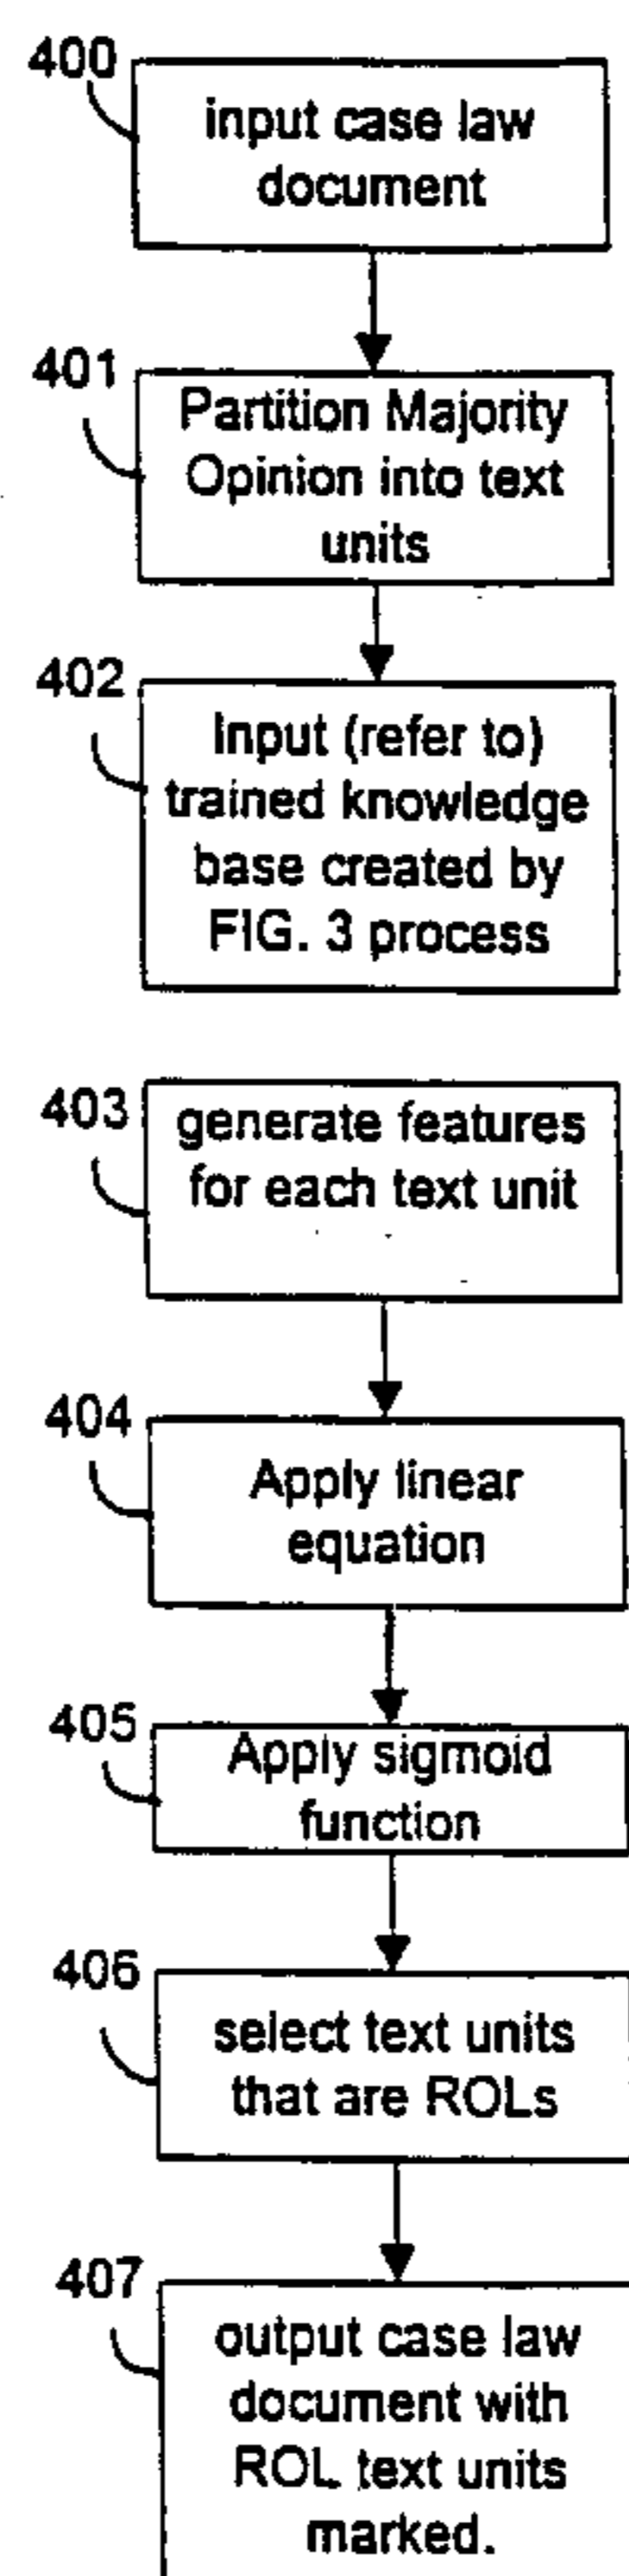 400
input case law
document
401
Partition Majority
Opinion into text
units
402
Input (refer to)
trained knowledge
base created by
FIG. 3 process
403
generate features
for each text unit
404
Apply linear
equation
405
Apply sigmoid
function
406
select text units
that are ROLs
407
output case law
document with
ROL text units
marked.